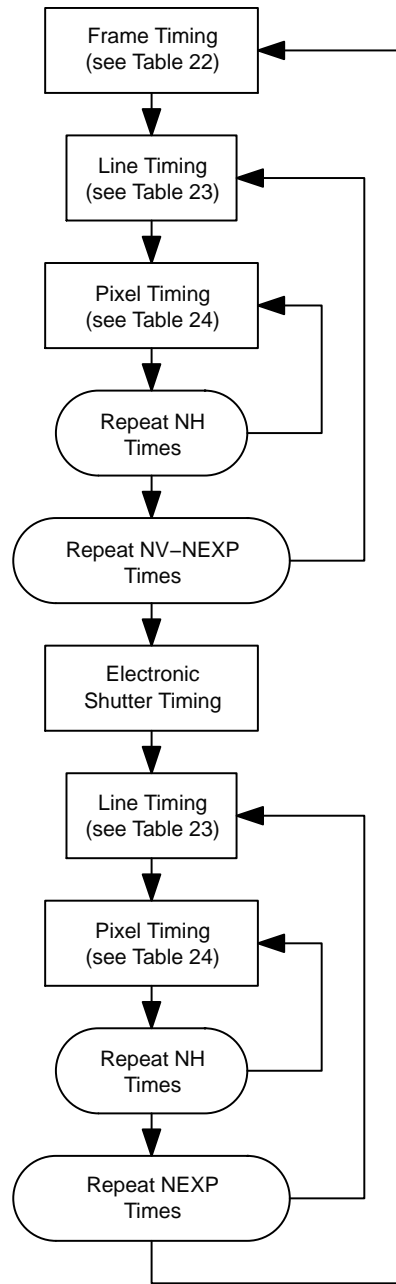 Frame Timing
(see Table 22)
Line Timing
(see Table 23)
Pixel Timing
(see Table 24)
Repeat NH
Times
Repeat NV−NEXP
Times
Electronic
Shutter Timing
Line Timing
(see Table 23)
Pixel Timing
(see Table 24)
Repeat NH
Times
Repeat NEXP
Times